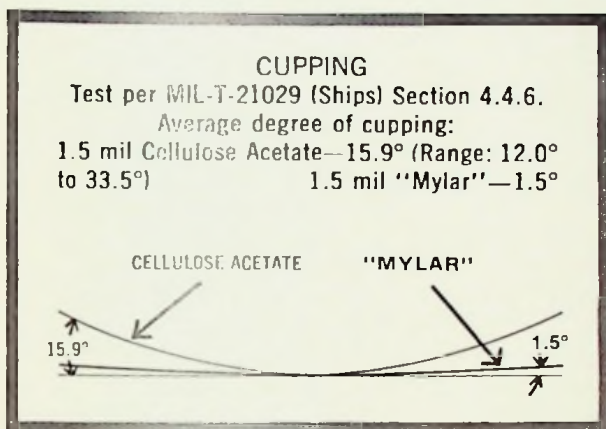 CUPPING
Test per MIL-T-21029 (Ships) Section 4.4.6.
Average degree of cupping:
1.5 mil Cellulose Acetate—15.9° (Range: 12.0°
to 33.5°) 1.5 mil "Mylar"—1.5°
CELLULOSE ACETATE "MYLAR"
15.9° 1.5°